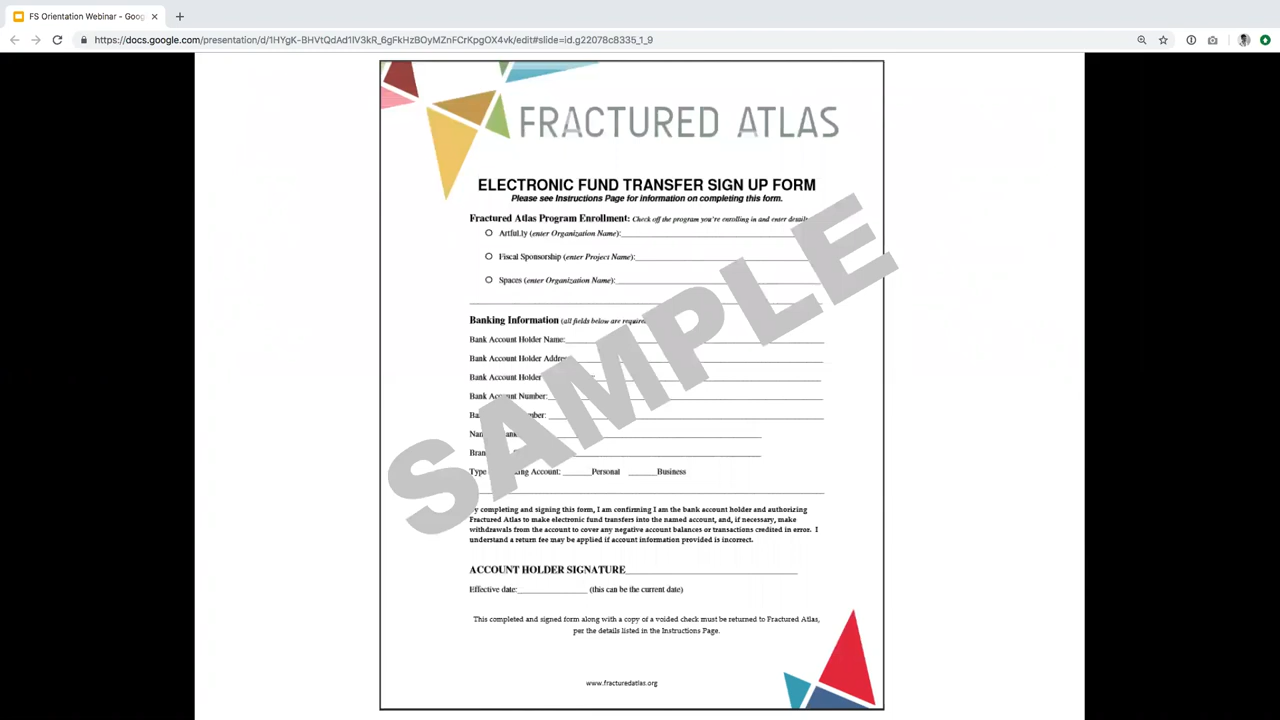 FS Orientation Webinar - Goog
https://docs.google.com/presentation/d/1HYgK-BHVtQdAd1lV3kR_6gFkHzBOyMZnFCrKpgOX4vk/edit#slide=id.g22078c8335_1_9
FRACTURED ATLAS
ELECTRONIC FUND TRANSFER SIGN UP FORM
Please see Instructions Page for information on completing this form.
Fractured Atlas Program Enrollment: Check off the program you're enrolling in and enter details
Artful.ly (enter Organization Name):
Fiscal Sponsorship (enter Project Name):
Spaces (enter Organization Name):
Banking Information (all fields below are required
Bank Account Holder Name:
Bank Account Holder Address
Bank Account Holder
Bank Account Number:
Type Account: Personal Business
By completing and signing this form, I am confirming I am the bank account holder and authorizing
Fractured Atlas to make electronic fund transfers into the named account, and, if necessary, make
withdrawals from the account to cover any negative account balances or transactions credited in error. I
understand a return fee may be applied if account information provided is incorrect.
ACCOUNT HOLDER SIGNATURE
Effective date: (this can be the current date)
This completed and signed form along with a copy of a voided check must be returned to Fractured Atlas,
per the details listed in the Instructions Page.
www.fracturedatlas.org
SAMPLE